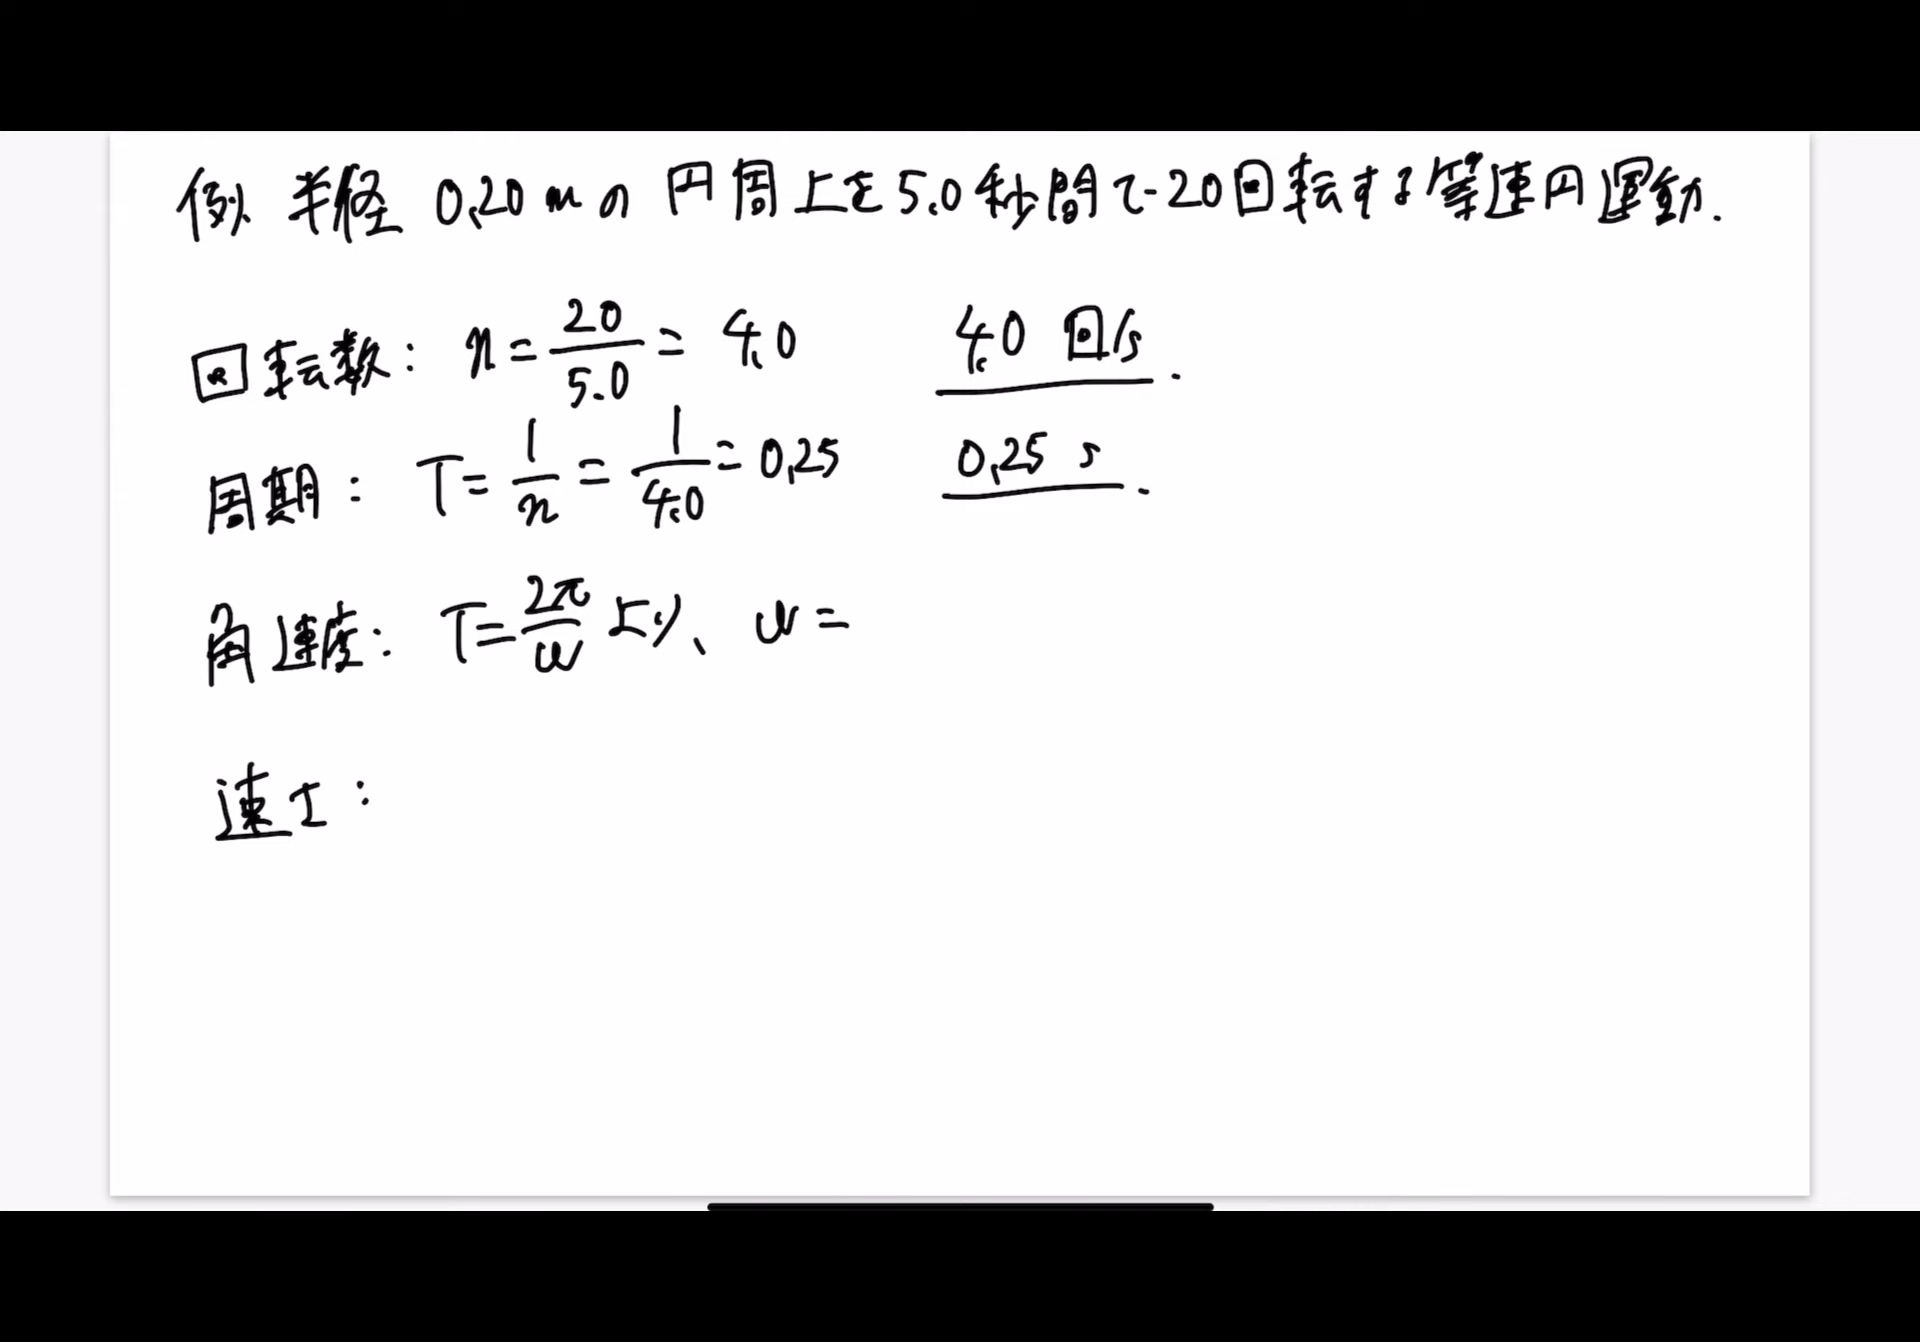 例. 半径 0.20 m の 円周上を 5.0 秒間で 20回転する等速円運動.
回転数: n = 20/5.0 = 4.0 4.0 回/s.
周期: T = 1/n = 1/4.0 = 0.25 0.25 s.
角速度: T = 2π/ω より、ω =
速さ: